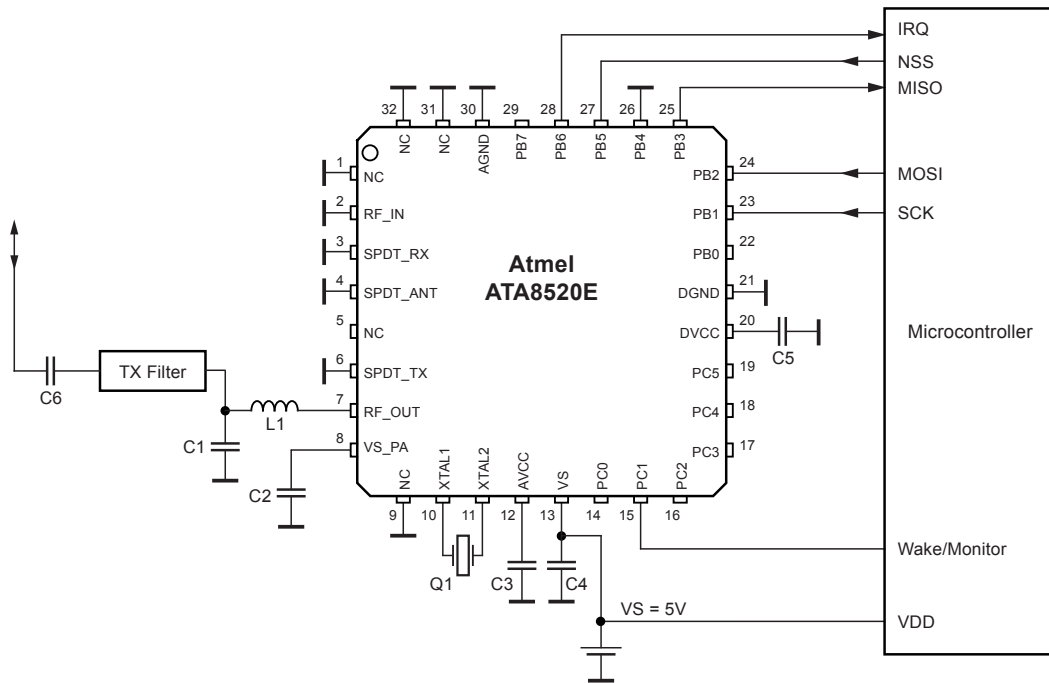 IRQ
NSS
MISO
MOSI
SCK
Microcontroller
Wake/Monitor
VDD
32 31 30 29 28 27 26 25
NC NC AGND PB7 PB6 PB5 PB4 PB3
1 NC
2 RF_IN
3 SPDT_RX
4 SPDT_ANT
5 NC
6 SPDT_TX
7 RF_OUT
8 VS_PA
Atmel
ATA8520E
PB2 24
PB1 23
PB0 22
DGND 21
DVCC 20
PC5 19
PC4 18
PC3 17
NC XTAL1 XTAL2 AVCC VS PC0 PC1 PC2
9 10 11 12 13 14 15 16
TX Filter
C6
L1
C1
C2
Q1
C3
C4
C5
VS = 5V